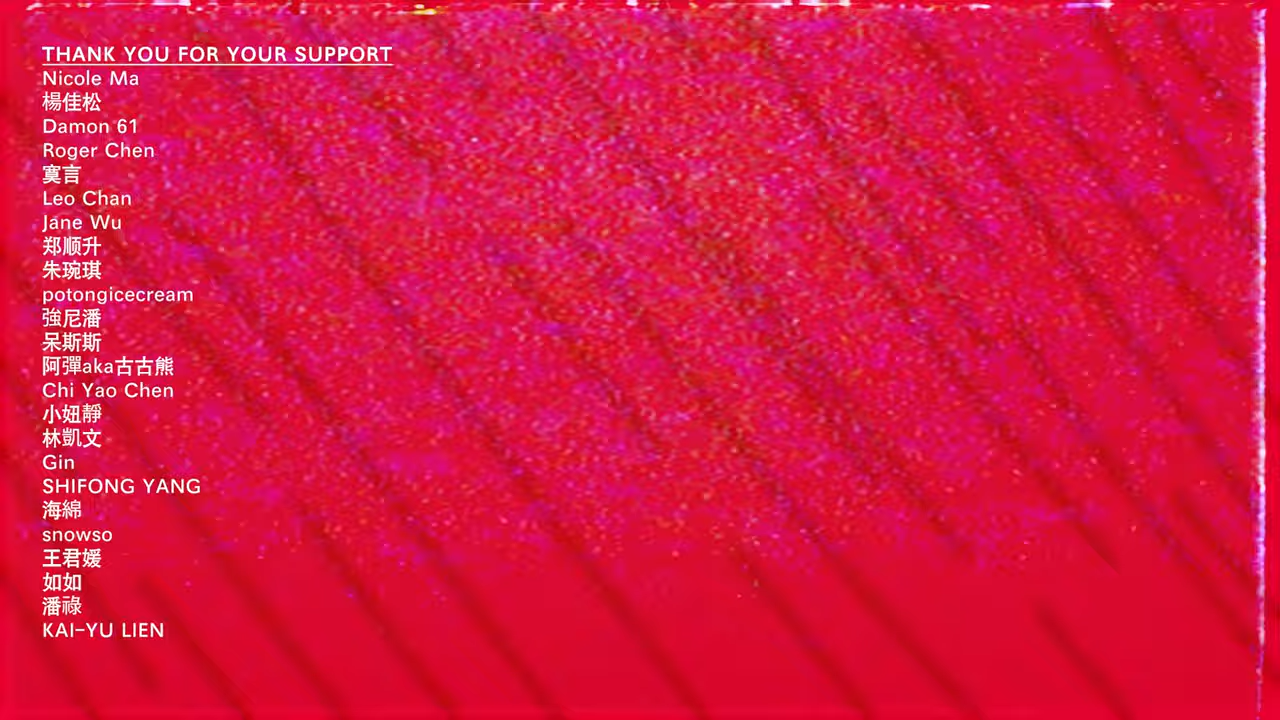 THANK YOU FOR YOUR SUPPORT
Nicole Ma
楊佳松
Damon 61
Roger Chen
寞言
Leo Chan
Jane Wu
郑顺升
朱琬琪
potongicecream
強尼潘
呆斯斯
阿彈aka古古熊
Chi Yao Chen
小妞靜
林凱文
Gin
SHIFONG YANG
海綿
snowso
王君媛
如如
潘祿
KAI-YU LIEN